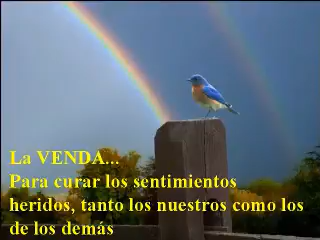 La VENDA...
Para curar los sentimientos
heridos, tanto los nuestros como los
de los demás